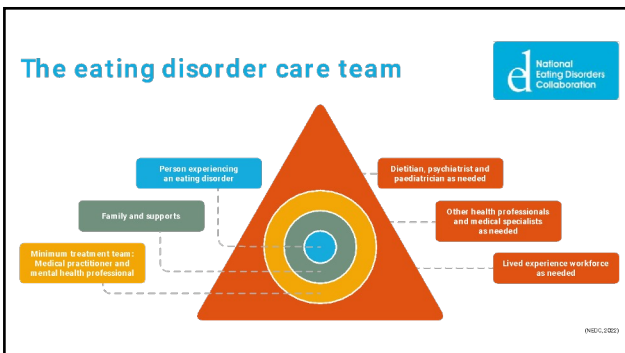 The eating disorder care team
National
Eating Disorders
Collaboration
Person experiencing
an eating disorder
Family and supports
Minimum treatment team:
Medical practitioner and
mental health professional
Dietitian, psychiatrist and
paediatrician as needed
Other health professionals
and medical specialists
as needed
Lived experience workforce
as needed
(NEDC, 2022)